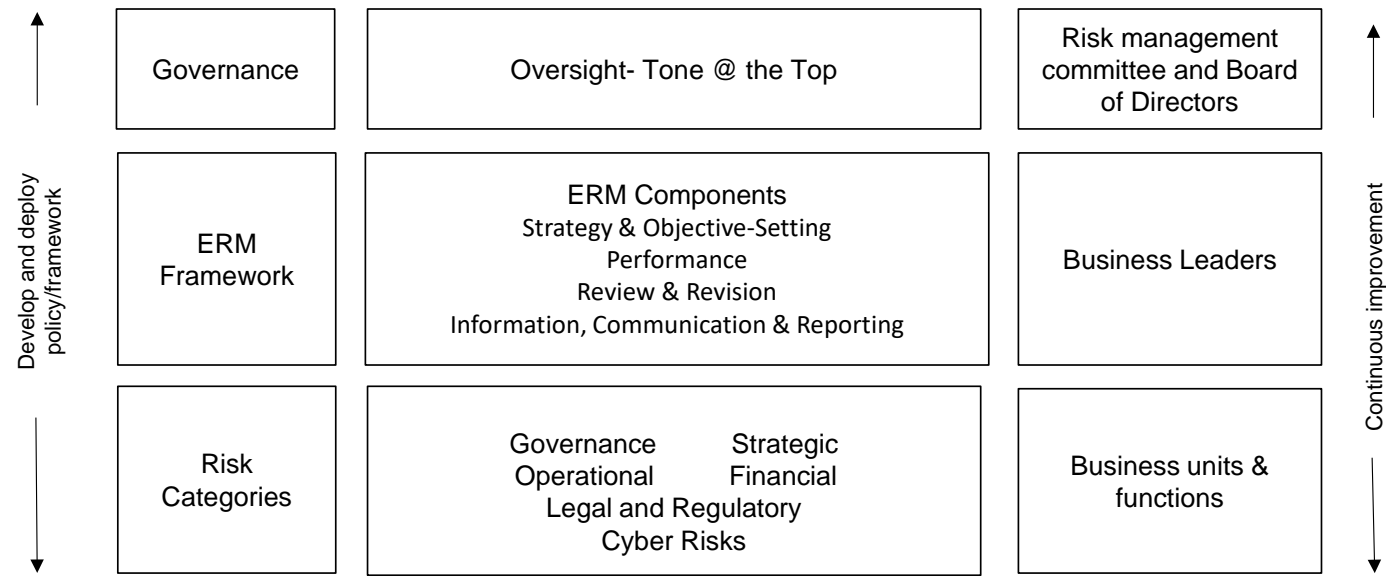 Develop and deploy
policy/framework
Governance
Oversight- Tone @ the Top
Risk management
committee and Board
of Directors
ERM
Framework
ERM Components
Strategy & Objective-Setting
Performance
Review & Revision
Information, Communication & Reporting
Business Leaders
Risk
Categories
Governance Strategic
Operational Financial
Legal and Regulatory
Cyber Risks
Business units &
functions
Continuous improvement